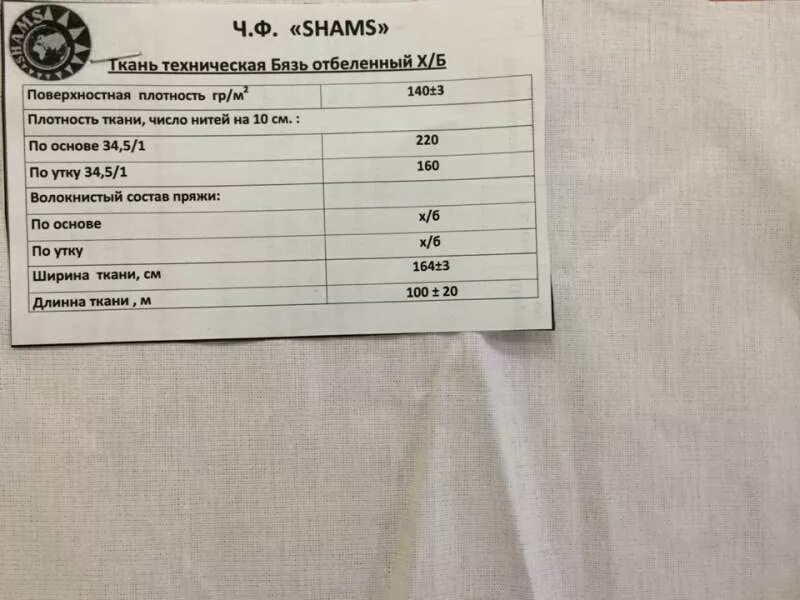 SHAMS
Ч.Ф. «SHAMS»
Ткань техническая Бязь отбеленный Х/Б
Поверхностная плотность гр/м² 140±3
Плотность ткани, число нитей на 10 см. :
По основе 34,5/1 220
По утку 34,5/1 160
Волокнистый состав пряжи:
По основе х/б
По утку х/б
Ширина ткани, см 164±3
Длинна ткани , м 100 ± 20